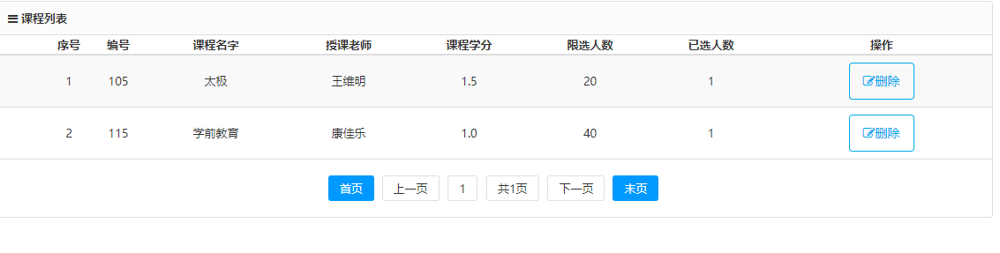 课程列表
序号 编号 课程名字 授课老师 课程学分 限选人数 已选人数 操作
1 105 太极 王维明 1.5 20 1 删除
2 115 学前教育 康佳乐 1.0 40 1 删除
首页 上一页 1 共1页 下一页 末页